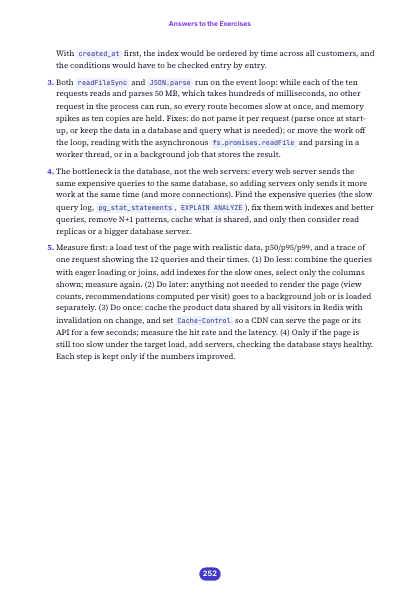 Answers to the Exercises
With created_at first, the index would be ordered by time across all customers, and
the conditions would have to be checked entry by entry.
3. Both readFileSync and JSON.parse run on the event loop: while each of the ten
requests reads and parses 50 MB, which takes hundreds of milliseconds, no other
request in the process can run, so every route becomes slow at once, and memory
spikes as ten copies are held. Fixes: do not parse it per request (parse once at start-
up, or keep the data in a database and query what is needed); or move the work off
the loop, reading with the asynchronous fs.promises.readFile and parsing in a
worker thread, or in a background job that stores the result.
4. The bottleneck is the database, not the web servers: every web server sends the
same expensive queries to the same database, so adding servers only sends it more
work at the same time (and more connections). Find the expensive queries (the slow
query log, pg_stat_statements, EXPLAIN ANALYZE), fix them with indexes and better
queries, remove N+1 patterns, cache what is shared, and only then consider read
replicas or a bigger database server.
5. Measure first: a load test of the page with realistic data, p50/p95/p99, and a trace of
one request showing the 12 queries and their times. (1) Do less: combine the queries
with eager loading or joins, add indexes for the slow ones, select only the columns
shown; measure again. (2) Do later: anything not needed to render the page (view
counts, recommendations computed per visit) goes to a background job or is loaded
separately. (3) Do once: cache the product data shared by all visitors in Redis with
invalidation on change, and set Cache-Control so a CDN can serve the page or its
API for a few seconds; measure the hit rate and the latency. (4) Only if the page is
still too slow under the target load, add servers, checking the database stays healthy.
Each step is kept only if the numbers improved.
252